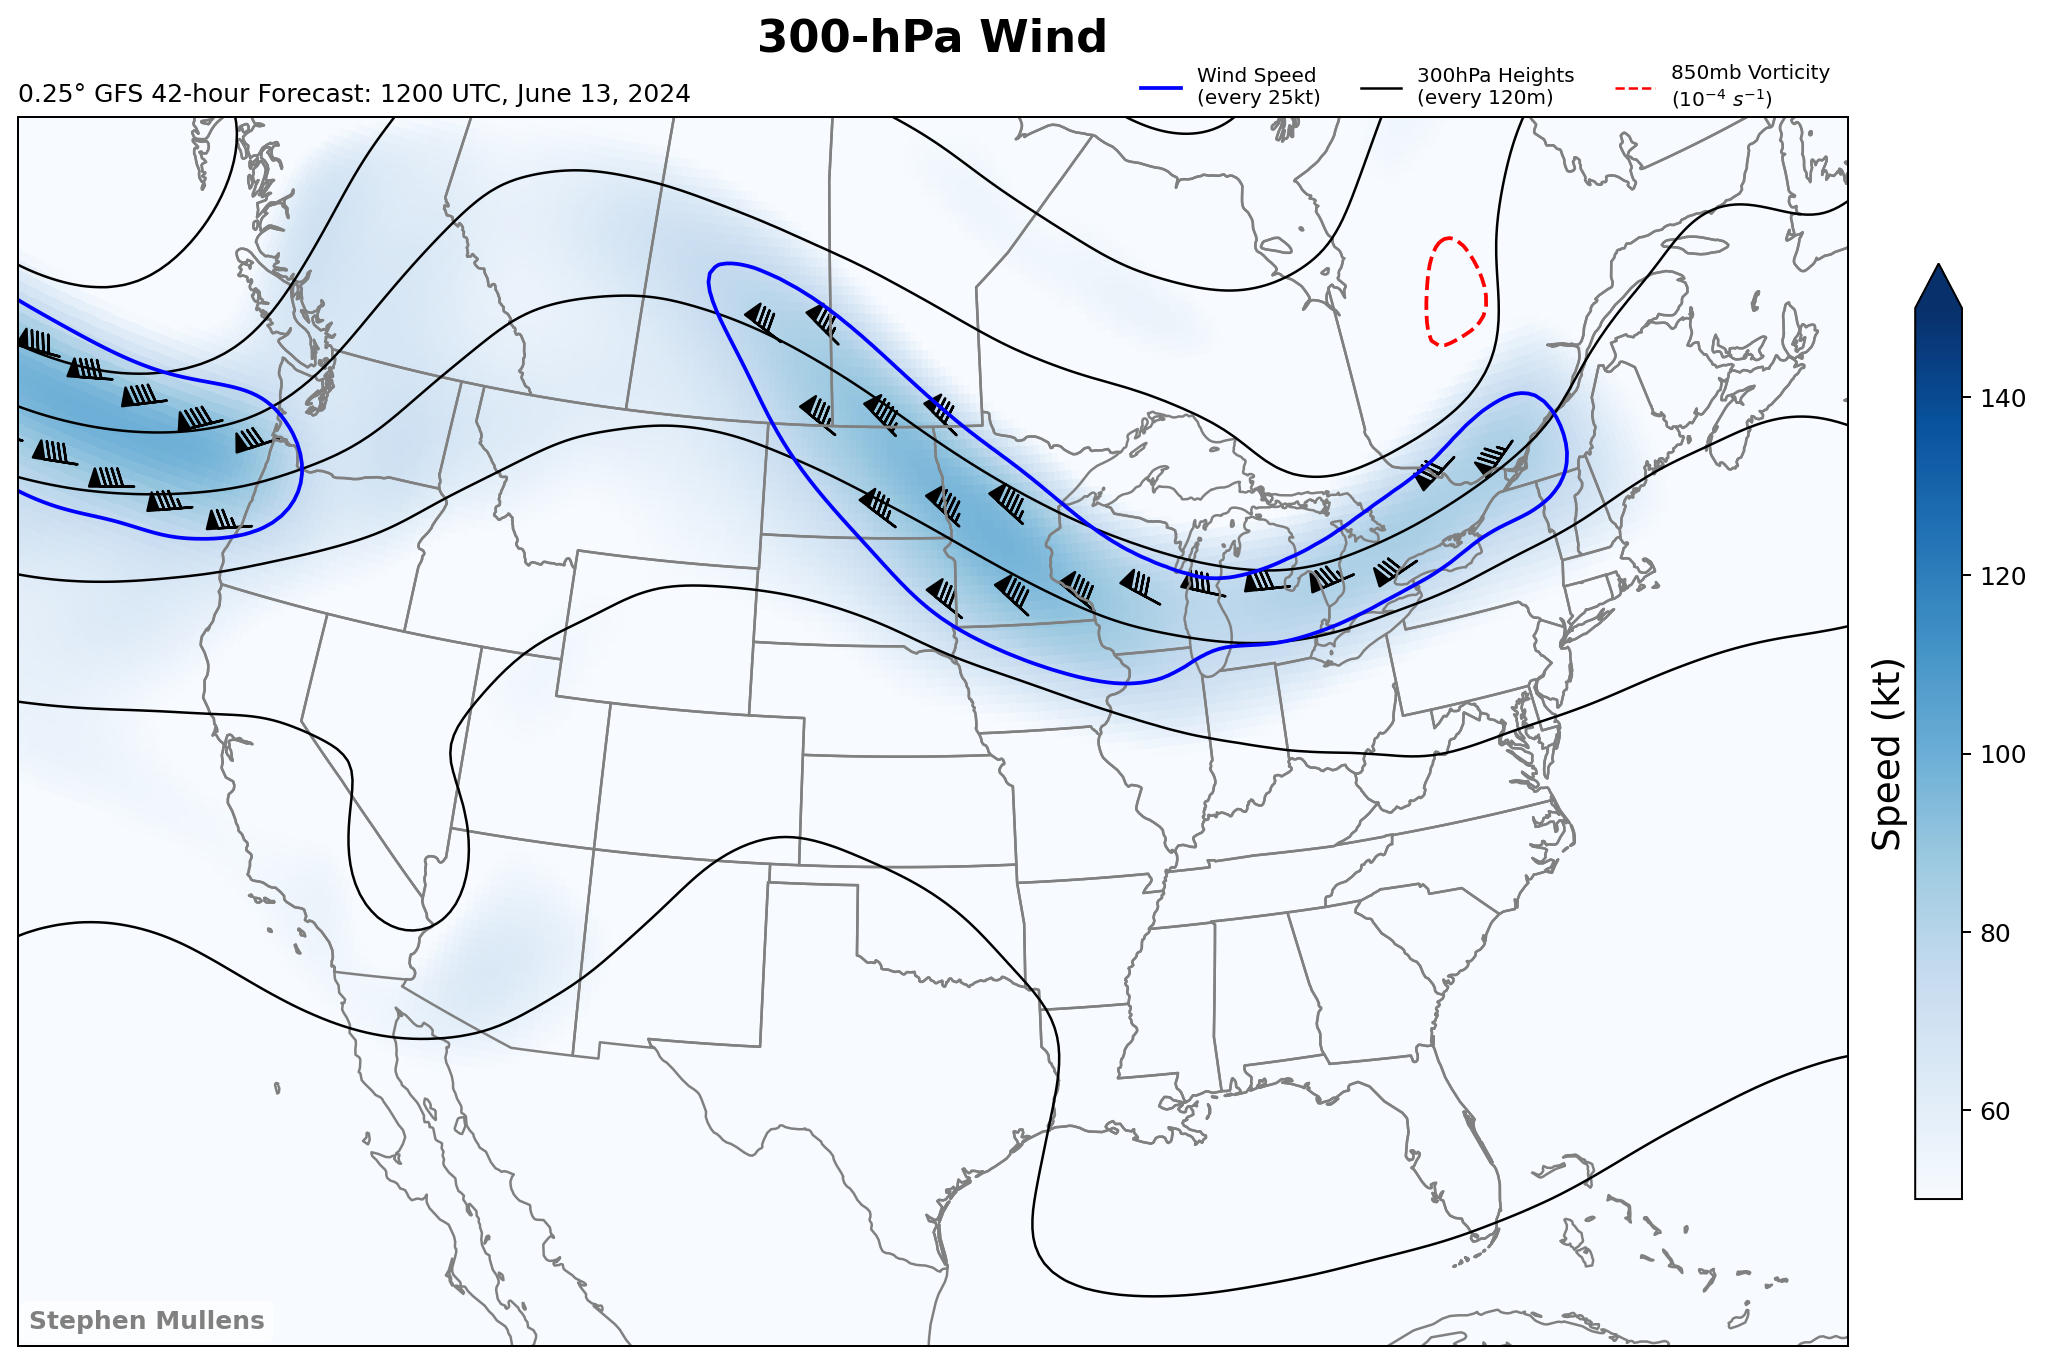 300-hPa Wind
0.25° GFS 42-hour Forecast: 1200 UTC, June 13, 2024
Wind Speed
(every 25kt)
300hPa Heights
(every 120m)
850mb Vorticity
(10⁻⁴ s⁻¹)
140
120
100
80
60
Speed (kt)
Stephen Mullens